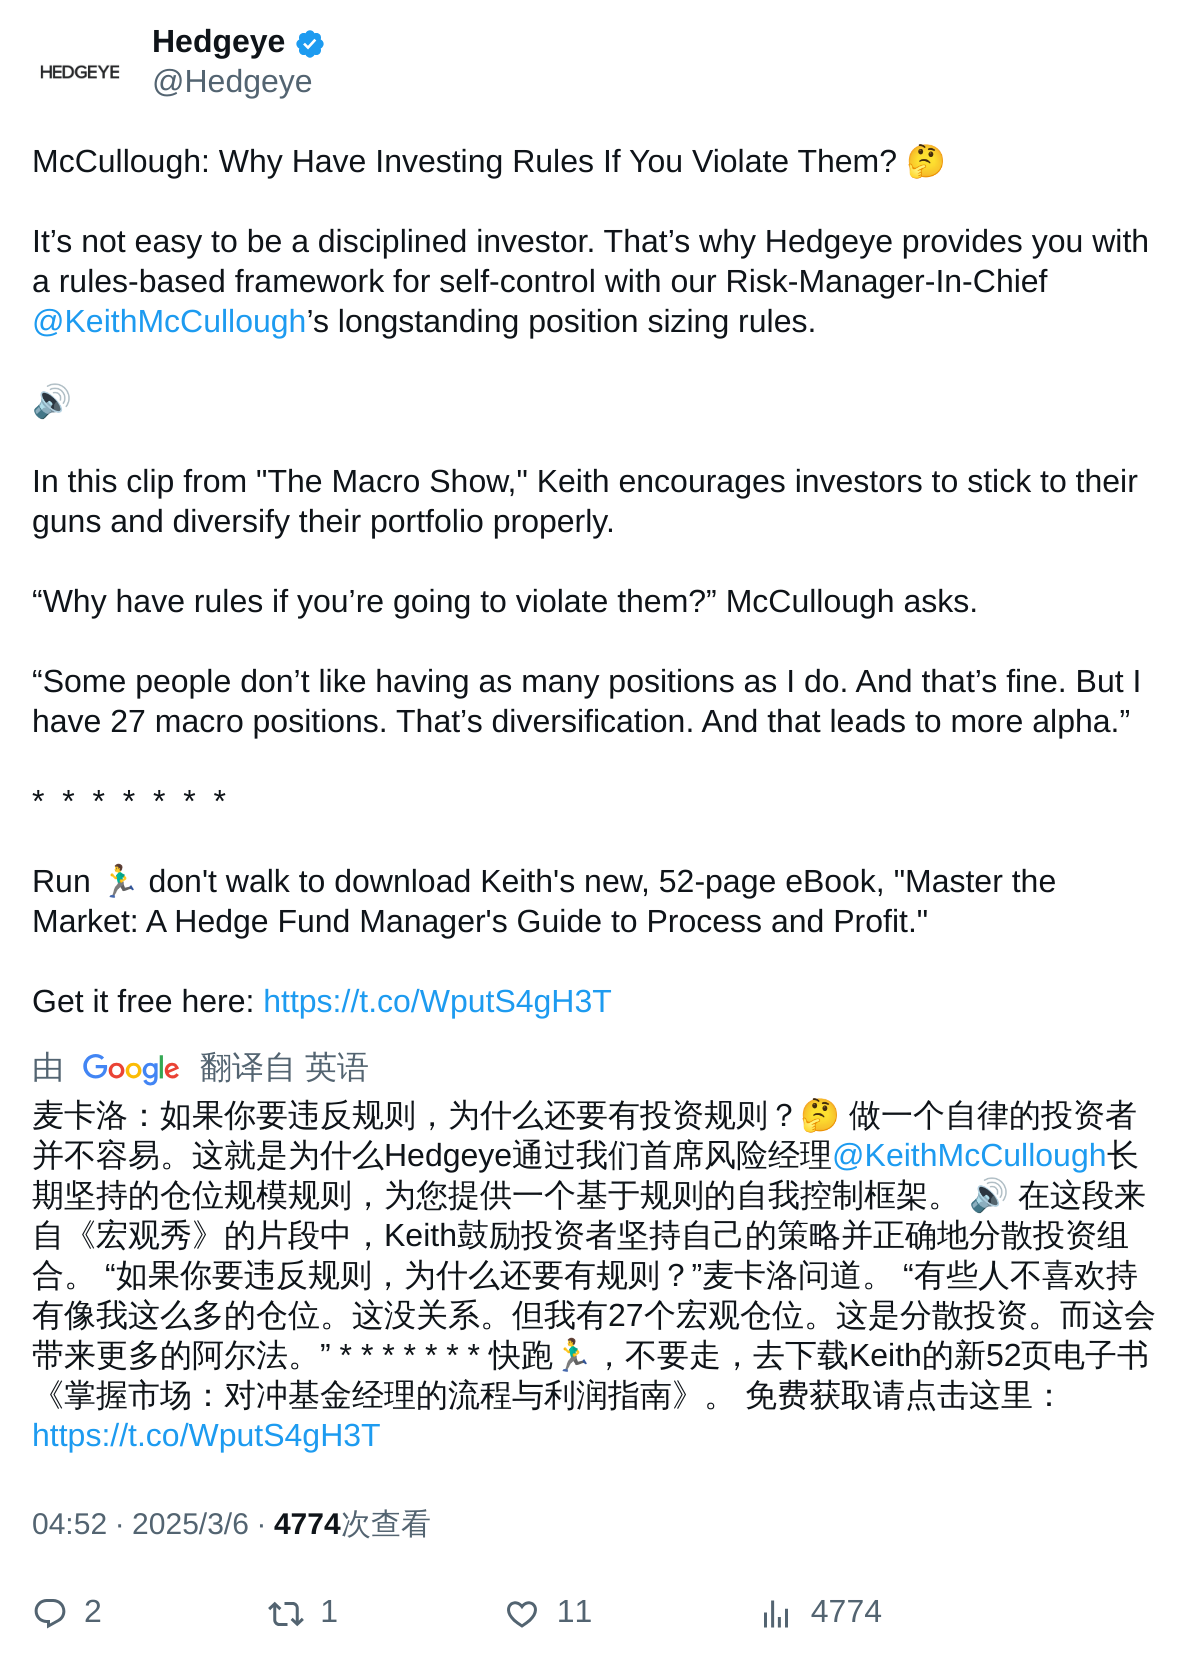 HEDGEYE
Hedgeye
@Hedgeye
McCullough: Why Have Investing Rules If You Violate Them? 🤔
It’s not easy to be a disciplined investor. That’s why Hedgeye provides you with
a rules-based framework for self-control with our Risk-Manager-In-Chief
@KeithMcCullough’s longstanding position sizing rules.
🔊
In this clip from "The Macro Show," Keith encourages investors to stick to their
guns and diversify their portfolio properly.
“Why have rules if you’re going to violate them?” McCullough asks.
“Some people don’t like having as many positions as I do. And that’s fine. But I
have 27 macro positions. That’s diversification. And that leads to more alpha.”
* * * * * * *
Run 🏃‍♂️ don't walk to download Keith's new, 52-page eBook, "Master the
Market: A Hedge Fund Manager's Guide to Process and Profit."
Get it free here: https://t.co/WputS4gH3T
由 Google 翻译自 英语
麦卡洛：如果你要违反规则，为什么还要有投资规则？🤔 做一个自律的投资者
并不容易。这就是为什么Hedgeye通过我们首席风险经理@KeithMcCullough长
期坚持的仓位规模规则，为您提供一个基于规则的自我控制框架。 🔊 在这段来
自《宏观秀》的片段中，Keith鼓励投资者坚持自己的策略并正确地分散投资组
合。 “如果你要违反规则，为什么还要有规则？”麦卡洛问道。 “有些人不喜欢持
有像我这么多的仓位。这没关系。但我有27个宏观仓位。这是分散投资。而这会
带来更多的阿尔法。” * * * * * * * 快跑🏃‍♂️，不要走，去下载Keith的新52页电子书
《掌握市场：对冲基金经理的流程与利润指南》。 免费获取请点击这里：
https://t.co/WputS4gH3T
04:52 · 2025/3/6 · 4774次查看
2 1 11 4774